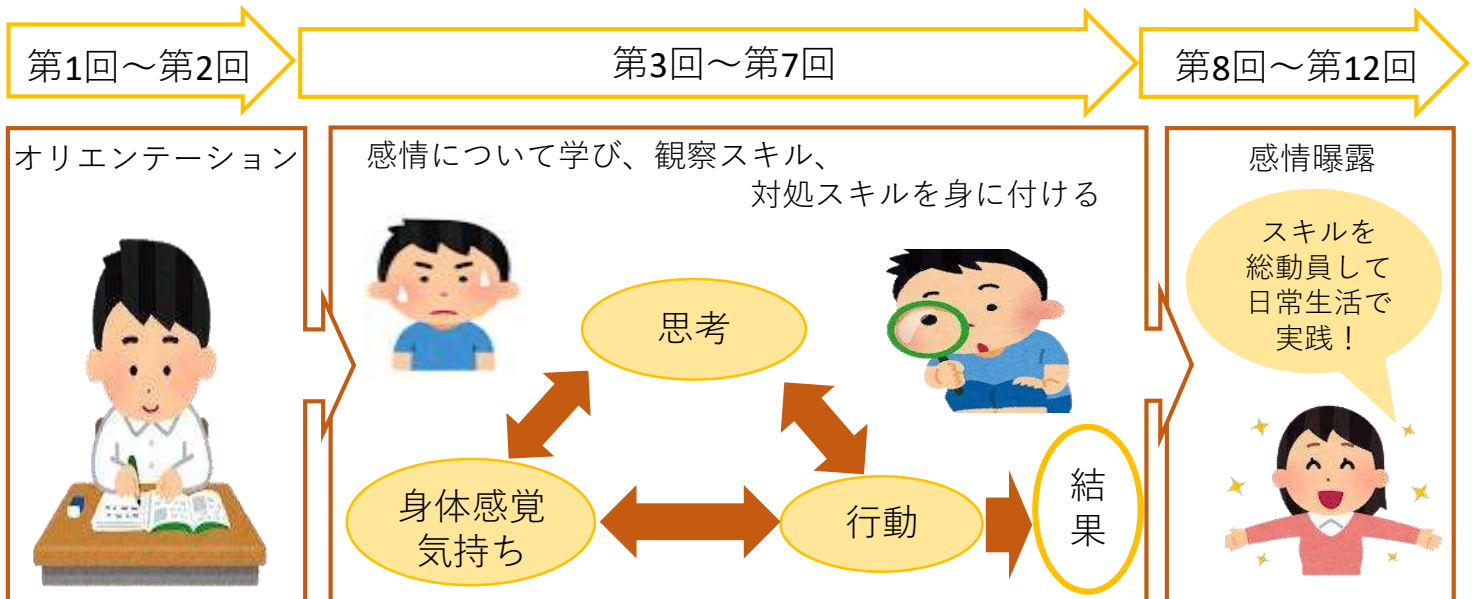 第1回～第2回
第3回～第7回
第8回～第12回
オリエンテーション
感情について学び、観察スキル、
対処スキルを身に付ける
思考
身体感覚
気持ち
行動
結
果
感情曝露
スキルを
総動員して
日常生活で
実践！